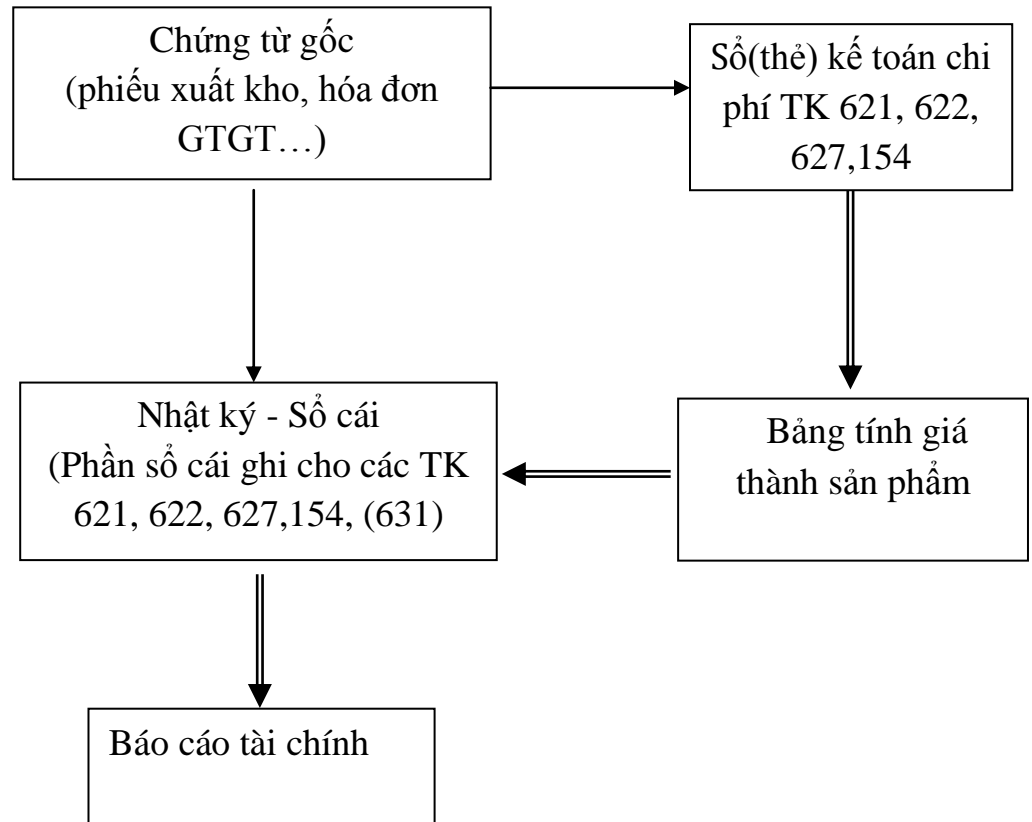 Chứng từ gốc
(phiếu xuất kho, hóa đơn
GTGT…)
Sổ(thẻ) kế toán chi
phí TK 621, 622,
627,154
Nhật ký - Sổ cái
(Phần sổ cái ghi cho các TK
621, 622, 627,154, (631)
Bảng tính giá
thành sản phẩm
Báo cáo tài chính